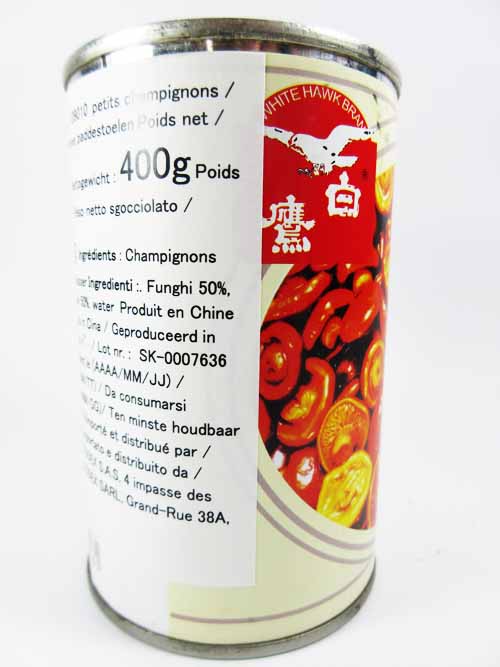 petits champignons /
paddestoelen Poids net /
400g Poids
netto sgocciolato /
Ingrédients : Champignons
Ingredienti :. Funghi 50%,
water Produit en Chine
Cina / Geproduceerd in
/ Lot nr. : SK-0007636
(AAAA/MM/JJ) /
/ Da consumarsi
/ Ten minste houdbaar
et distribué par /
e distribuito da /
S.A.S. 4 impasse des
SARL, Grand-Rue 38A,
WHITE HAWK BRAND
®
白
鷹